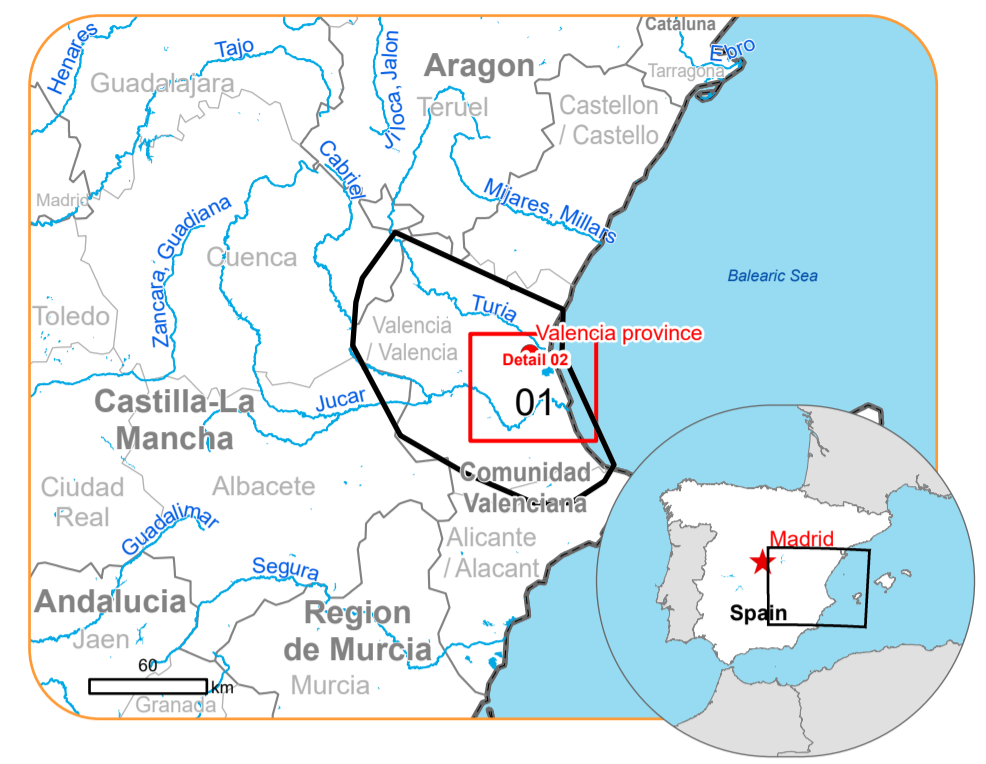 Cataluna
Ebro
Tarragona
Henares
Tajo
Guadalajara
Jiloca, Jalon
Aragon
Teruel
Castellon
/ Castello
Cabriel
Madrid
Mijares, Millars
Zancara, Guadiana
Cuenca
Balearic Sea
Toledo
Turia
Valencia
/ Valencia
Valencia province
Detail 02
01
Castilla-La
Mancha
Jucar
Comunidad
Valenciana
Ciudad
Real
Albacete
Guadalimar
Alicante
/ Alacant
Segura
Madrid
Andalucia
Jaen
Region
de Murcia
Spain
60
km
Murcia
Granada